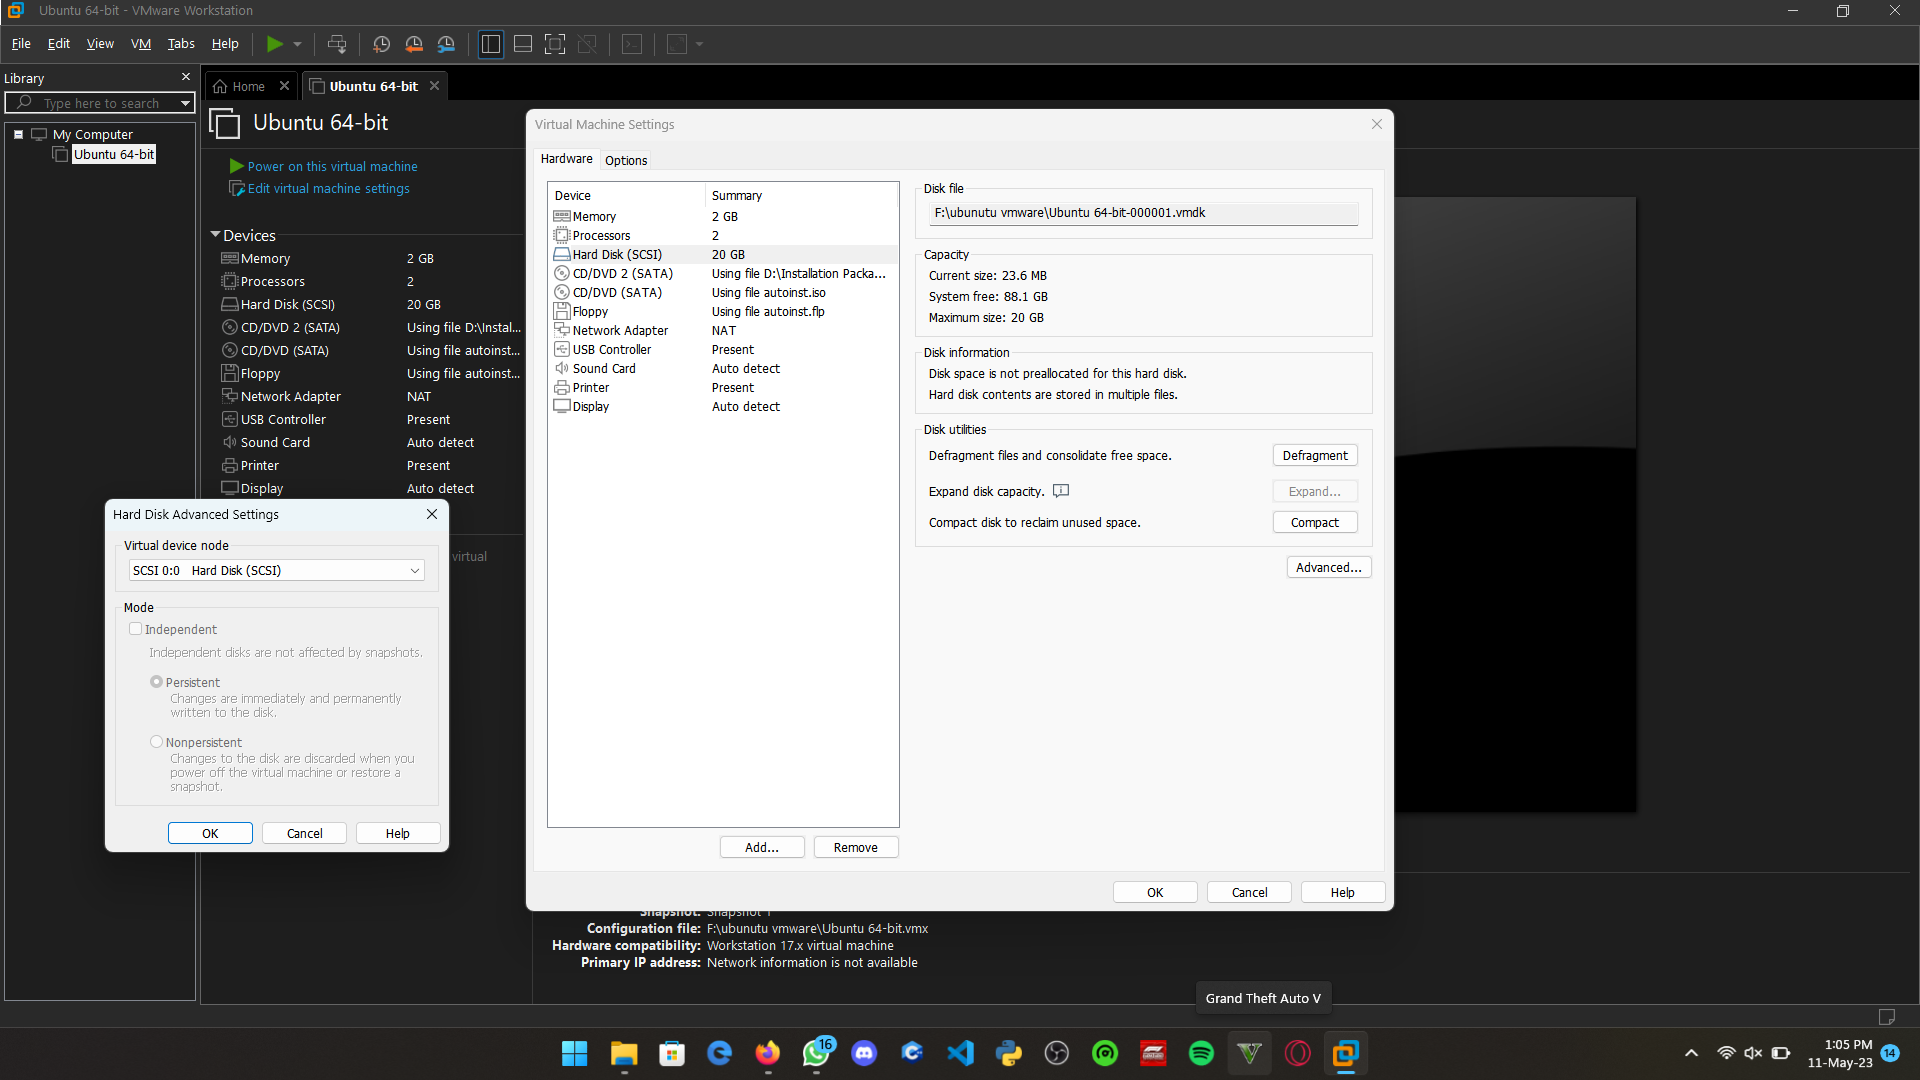 Ubuntu 64-bit - VMware Workstation
File Edit View VM Tabs Help
Library
Type here to search
My Computer
Ubuntu 64-bit
Home
Ubuntu 64-bit
Ubuntu 64-bit
Power on this virtual machine
Edit virtual machine settings
Devices
Memory 2 GB
Processors 2
Hard Disk (SCSI) 20 GB
CD/DVD 2 (SATA) Using file D:\Instal...
CD/DVD (SATA) Using file autoinst...
Floppy Using file autoinst...
Network Adapter NAT
USB Controller Present
Sound Card Auto detect
Printer Present
Display Auto detect
virtual
Hard Disk Advanced Settings
Virtual device node
SCSI 0:0 Hard Disk (SCSI)
Mode
Independent
Independent disks are not affected by snapshots.
Persistent
Changes are immediately and permanently
written to the disk.
Nonpersistent
Changes to the disk are discarded when you
power off the virtual machine or restore a
snapshot.
OK Cancel Help
Virtual Machine Settings
Hardware Options
Device Summary
Memory 2 GB
Processors 2
Hard Disk (SCSI) 20 GB
CD/DVD 2 (SATA) Using file D:\Installation Packa...
CD/DVD (SATA) Using file autoinst.iso
Floppy Using file autoinst.flp
Network Adapter NAT
USB Controller Present
Sound Card Auto detect
Printer Present
Display Auto detect
Add... Remove
Disk file
F:\ubunutu vmware\Ubuntu 64-bit-000001.vmdk
Capacity
Current size: 23.6 MB
System free: 88.1 GB
Maximum size: 20 GB
Disk information
Disk space is not preallocated for this hard disk.
Hard disk contents are stored in multiple files.
Disk utilities
Defragment files and consolidate free space. Defragment
Expand disk capacity. Expand...
Compact disk to reclaim unused space. Compact
Advanced...
OK Cancel Help
Snapshot: Snapshot 1
Configuration file: F:\ubunutu vmware\Ubuntu 64-bit.vmx
Hardware compatibility: Workstation 17.x virtual machine
Primary IP address: Network information is not available
Grand Theft Auto V
16
1:05 PM
11-May-23
14